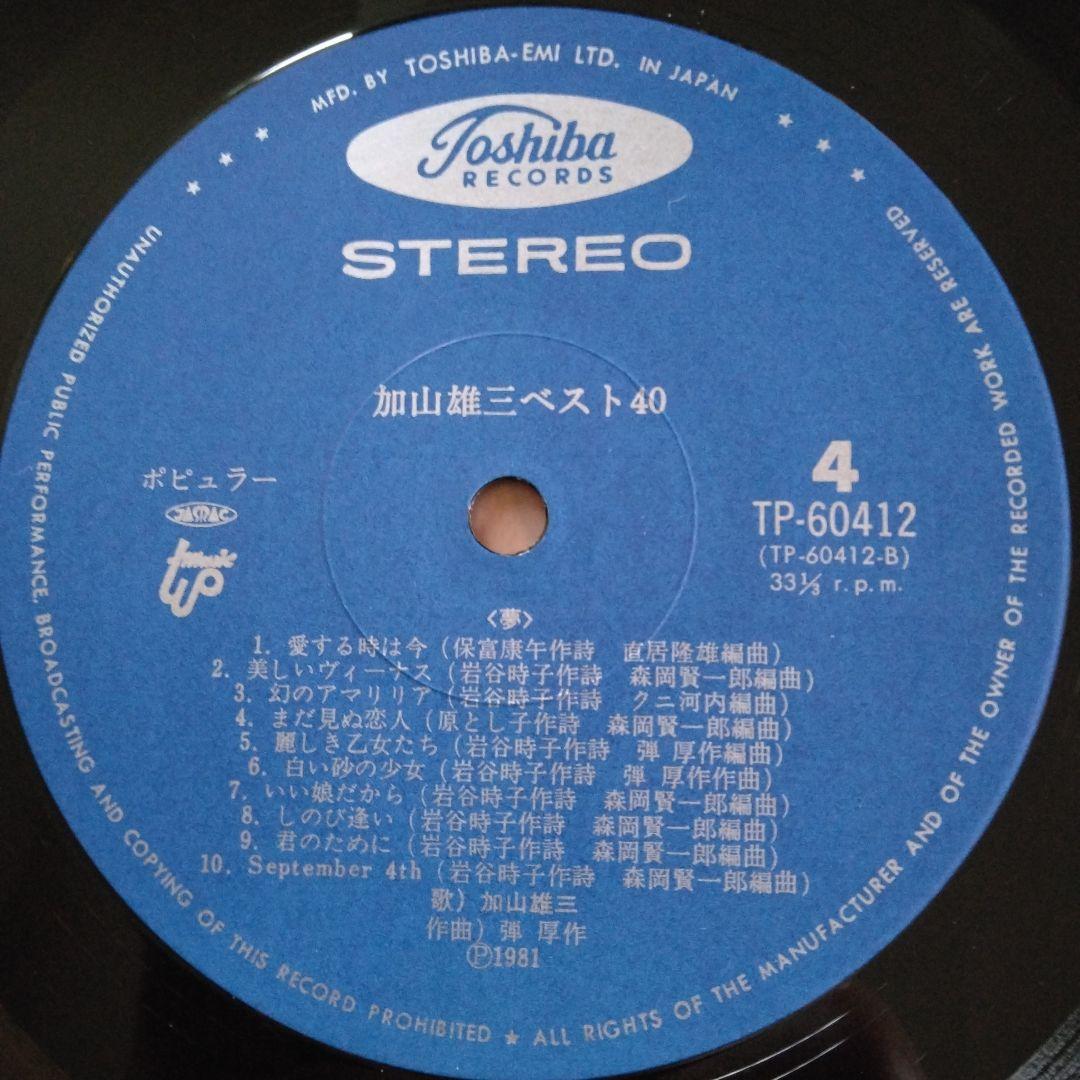 MFD. BY TOSHIBA-EMI LTD. IN JAPAN
Toshiba
RECORDS
STEREO
加山雄三ベスト40
ポピュラー
JASRAC
4
TP-60412
(TP-60412-B)
33⅓ r.p.m.
〈夢〉
1. 愛する時は今 (保富康午作詩 直居隆雄編曲)
2. 美しいヴィーナス (岩谷時子作詩 森岡賢一郎編曲)
3. 幻のアマリリア (岩谷時子作詩 クニ河内編曲)
4. まだ見ぬ恋人 (原とし子作詩 森岡賢一郎編曲)
5. 麗しき乙女たち (岩谷時子作詩 弾 厚作編曲)
6. 白い砂の少女 (岩谷時子作詩 弾 厚作作曲)
7. いい娘だから (岩谷時子作詩 森岡賢一郎編曲)
8. しのび逢い (岩谷時子作詩 森岡賢一郎編曲)
9. 君のために (岩谷時子作詩 森岡賢一郎編曲)
10. September 4th (岩谷時子作詩 森岡賢一郎編曲)
歌) 加山雄三
作曲) 弾 厚作
Ⓟ1981
UNAUTHORIZED PUBLIC PERFORMANCE, BROADCASTING AND COPYING OF THIS RECORD PROHIBITED ★ ALL RIGHTS OF THE MANUFACTURER AND OF THE OWNER OF THE RECORDED WORK ARE RESERVED